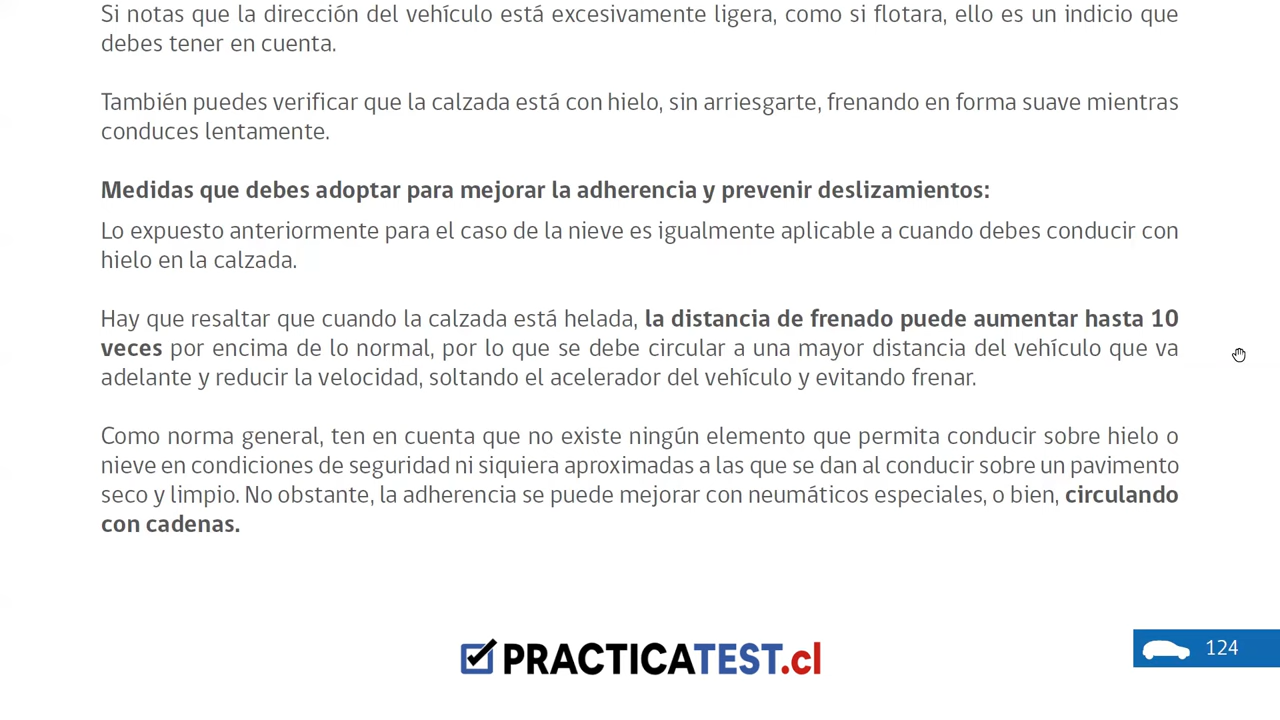 Si notas que la dirección del vehículo está excesivamente ligera, como si flotara, ello es un indicio que
debes tener en cuenta.
También puedes verificar que la calzada está con hielo, sin arriesgarte, frenando en forma suave mientras
conduces lentamente.
Medidas que debes adoptar para mejorar la adherencia y prevenir deslizamientos:
Lo expuesto anteriormente para el caso de la nieve es igualmente aplicable a cuando debes conducir con
hielo en la calzada.
Hay que resaltar que cuando la calzada está helada, la distancia de frenado puede aumentar hasta 10
veces por encima de lo normal, por lo que se debe circular a una mayor distancia del vehículo que va
adelante y reducir la velocidad, soltando el acelerador del vehículo y evitando frenar.
Como norma general, ten en cuenta que no existe ningún elemento que permita conducir sobre hielo o
nieve en condiciones de seguridad ni siquiera aproximadas a las que se dan al conducir sobre un pavimento
seco y limpio. No obstante, la adherencia se puede mejorar con neumáticos especiales, o bien, circulando
con cadenas.
PRACTICATEST.cl
124